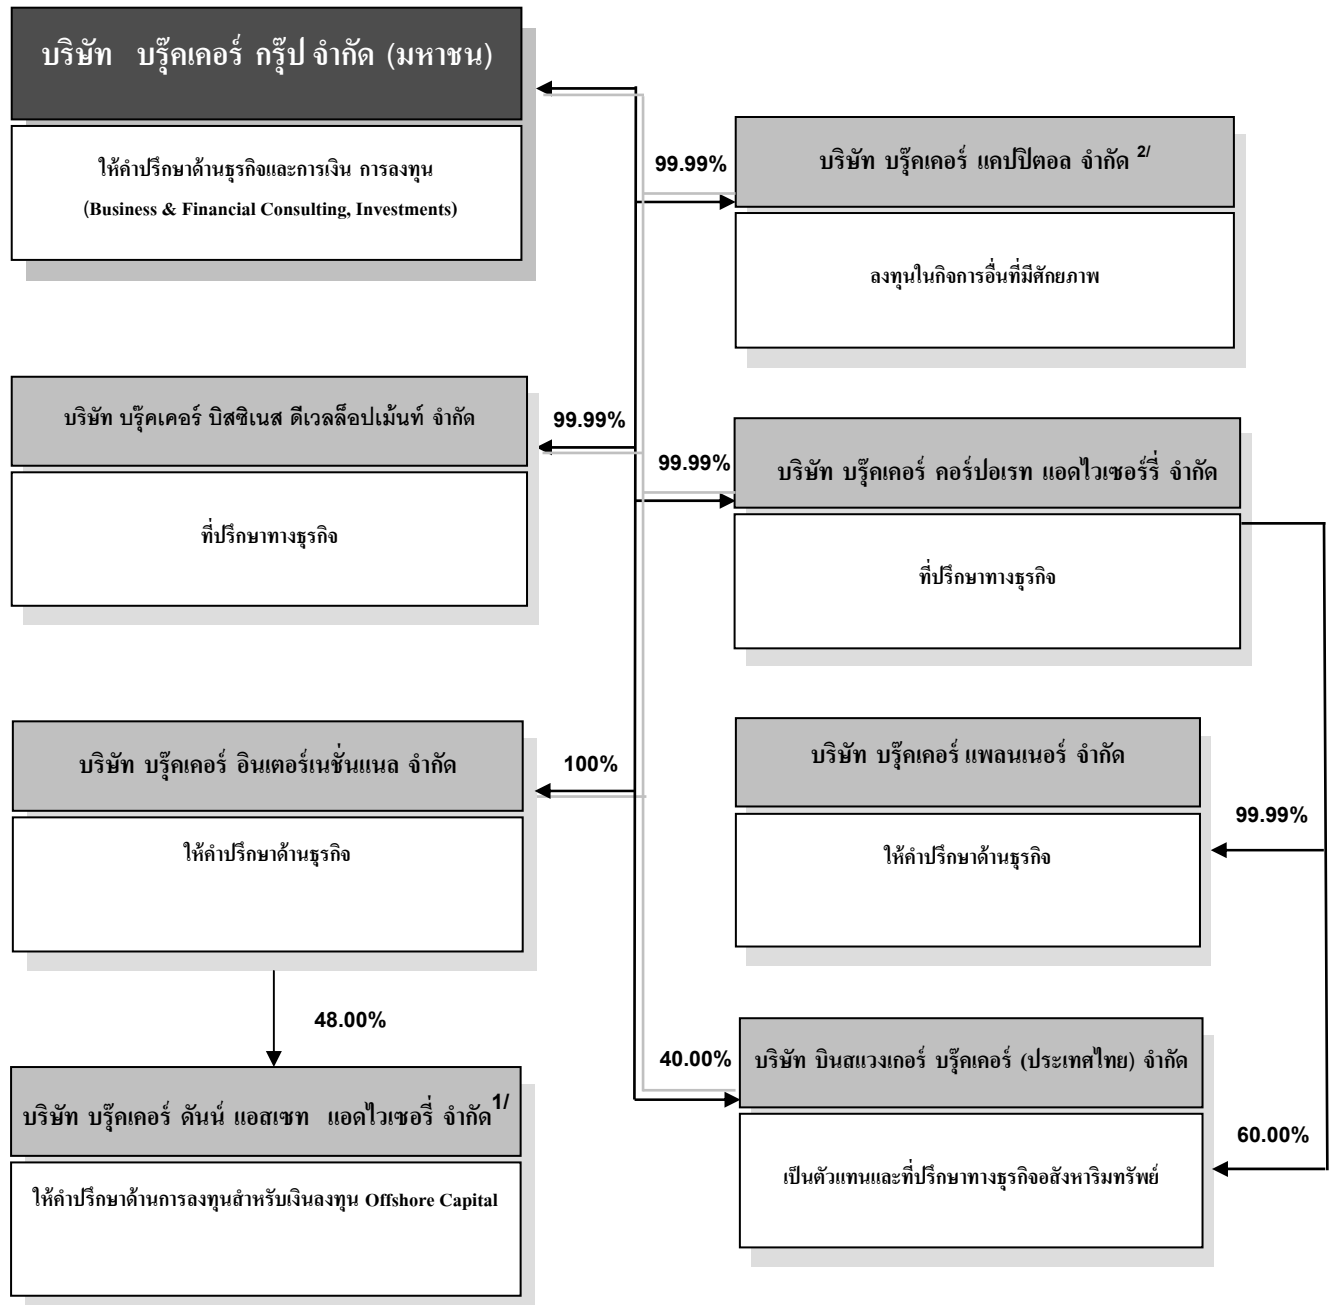 บริษัท บรุ๊คเคอร์ กรุ๊ป จำกัด (มหาชน)
ให้คำปรึกษาด้านธุรกิจและการเงิน การลงทุน
(Business & Financial Consulting, Investments)
99.99%
บริษัท บรุ๊คเคอร์ แคปปิตอล จำกัด 2/
ลงทุนในกิจการอื่นที่มีศักยภาพ
บริษัท บรุ๊คเคอร์ บิสซิเนส ดีเวลล็อปเม้นท์ จำกัด
99.99%
ที่ปรึกษาทางธุรกิจ
99.99%
บริษัท บรุ๊คเคอร์ คอร์ปอเรท แอดไวเซอร์รี่ จำกัด
ที่ปรึกษาทางธุรกิจ
บริษัท บรุ๊คเคอร์ อินเตอร์เนชั่นแนล จำกัด
100%
ให้คำปรึกษาด้านธุรกิจ
บริษัท บรุ๊คเคอร์ แพลนเนอร์ จำกัด
99.99%
ให้คำปรึกษาด้านธุรกิจ
48.00%
บริษัท บรุ๊คเคอร์ ดันน์ แอสเซท แอดไวเซอรี่ จำกัด1/
ให้คำปรึกษาด้านการลงทุนสำหรับเงินลงทุน Offshore Capital
40.00%
บริษัท บินสแวงเกอร์ บรุ๊คเคอร์ (ประเทศไทย) จำกัด
60.00%
เป็นตัวแทนและที่ปรึกษาทางธุรกิจอสังหาริมทรัพย์